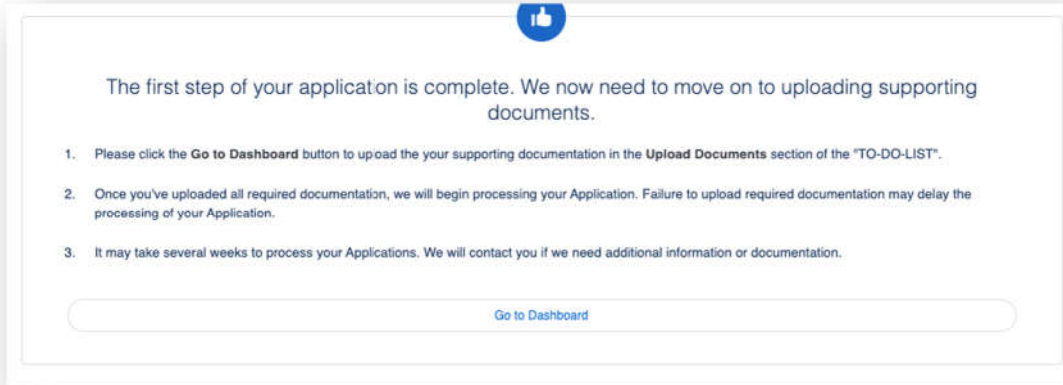 The first step of your application is complete. We now need to move on to uploading supporting
documents.
1. Please click the Go to Dashboard button to upload the your supporting documentation in the Upload Documents section of the "TO-DO-LIST".
2. Once you've uploaded all required documentation, we will begin processing your Application. Failure to upload required documentation may delay the
processing of your Application.
3. It may take several weeks to process your Applications. We will contact you if we need additional information or documentation.
Go to Dashboard